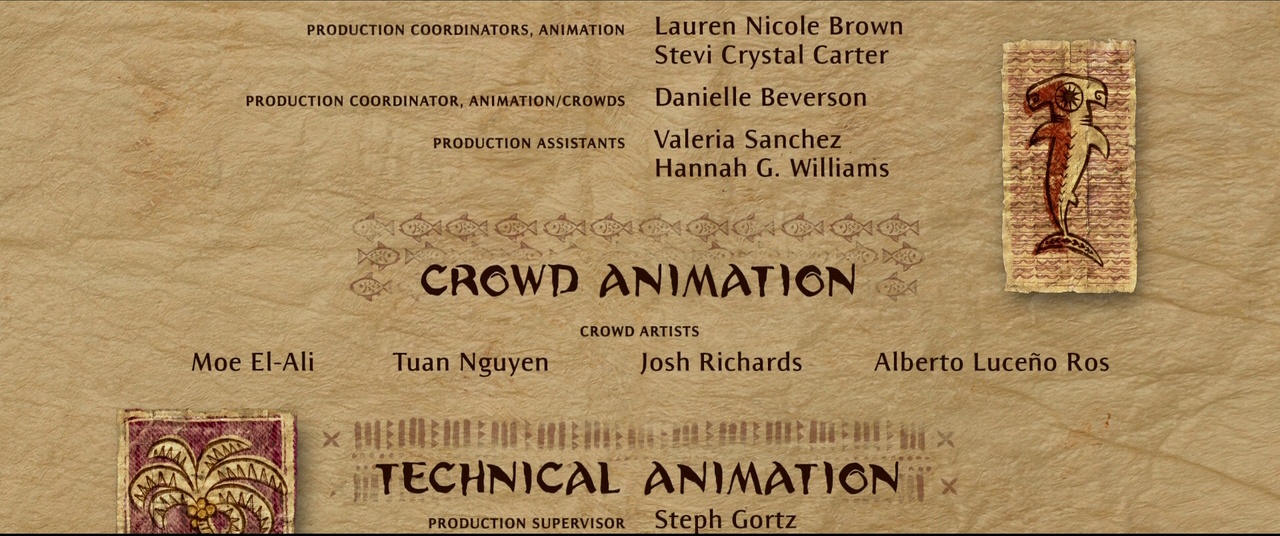 PRODUCTION COORDINATORS, ANIMATION Lauren Nicole Brown
Stevi Crystal Carter
PRODUCTION COORDINATOR, ANIMATION/CROWDS Danielle Beverson
PRODUCTION ASSISTANTS Valeria Sanchez
Hannah G. Williams
CROWD ANIMATION
CROWD ARTISTS
Moe El-Ali Tuan Nguyen Josh Richards Alberto Luceño Ros
TECHNICAL ANIMATION
PRODUCTION SUPERVISOR Steph Gortz